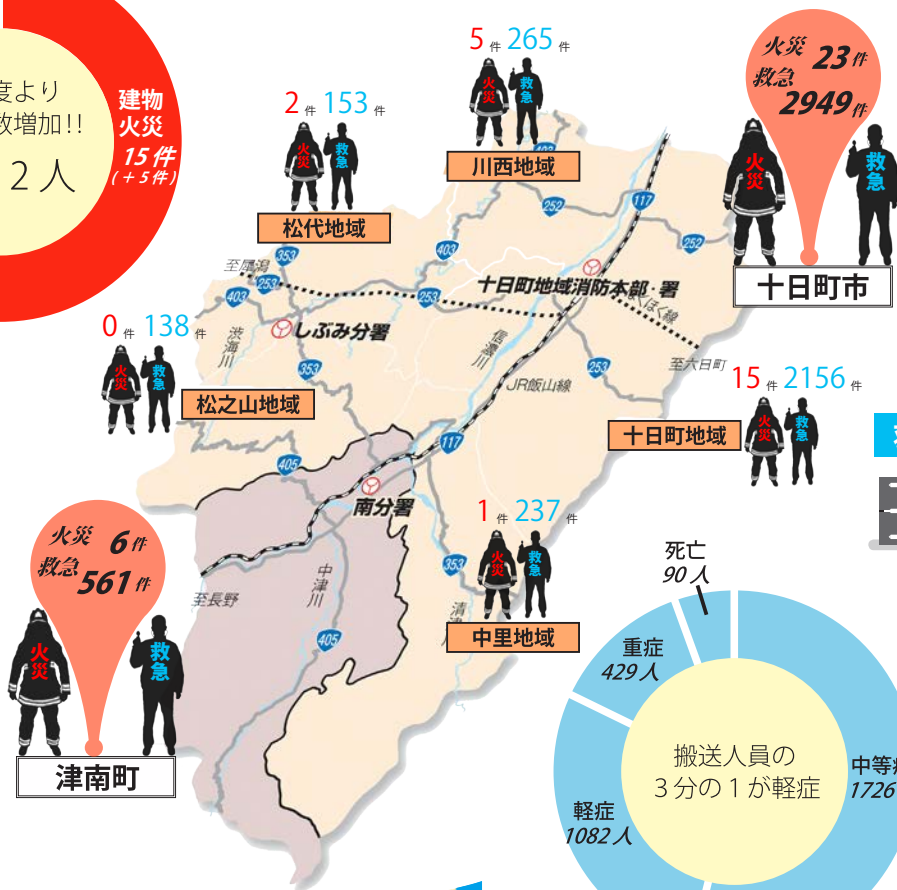 度より
数増加!!
2人
建物
火災
15件
(+5件)
2件 153件
火災
救急
松代地域
5件 265件
火災
救急
川西地域
火災 23件
救急
2949件
火災
救急
十日町市
403
252
117
252
403
353
至犀潟
253
403
253
十日町地域消防本部・署
ほくほく線
しぶみ分署
渋海川
信濃川
353
253
至六日町
JR飯山線
0件 138件
火災
救急
松之山地域
15件 2156件
火災
救急
十日町地域
117
405
南分署
1件 237件
火災
救急
中里地域
353
至長野
中津川
405
火災 6件
救急
561件
火災
救急
津南町
死亡
90人
重症
429人
搬送人員の
3分の1が軽症
中等
1726
軽症
1082人